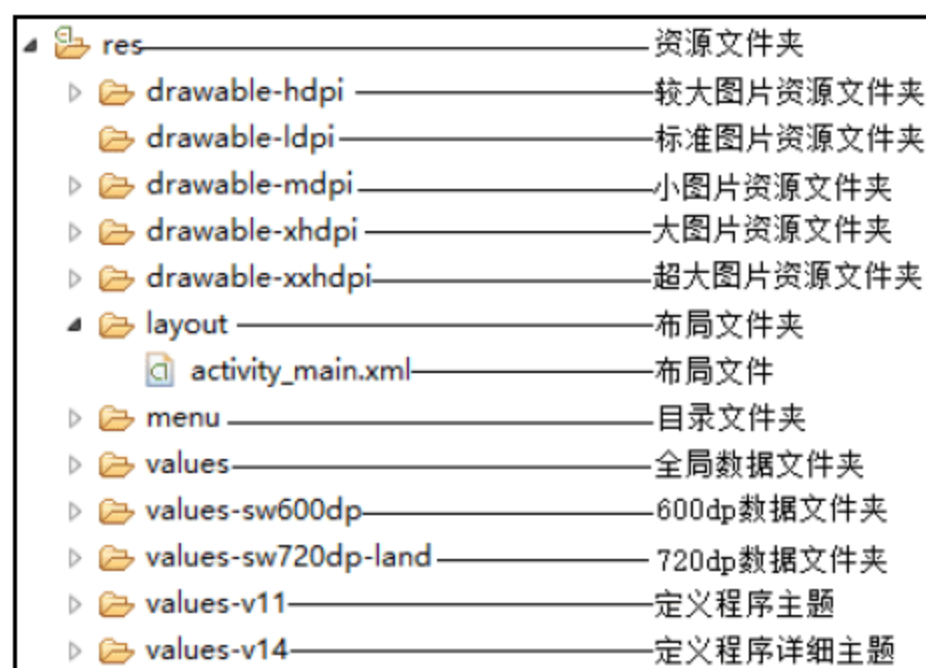 res 资源文件夹
drawable-hdpi 较大图片资源文件夹
drawable-ldpi 标准图片资源文件夹
drawable-mdpi 小图片资源文件夹
drawable-xhdpi 大图片资源文件夹
drawable-xxhdpi 超大图片资源文件夹
layout 布局文件夹
activity_main.xml 布局文件
menu 目录文件夹
values 全局数据文件夹
values-sw600dp 600dp数据文件夹
values-sw720dp-land 720dp数据文件夹
values-v11 定义程序主题
values-v14 定义程序详细主题